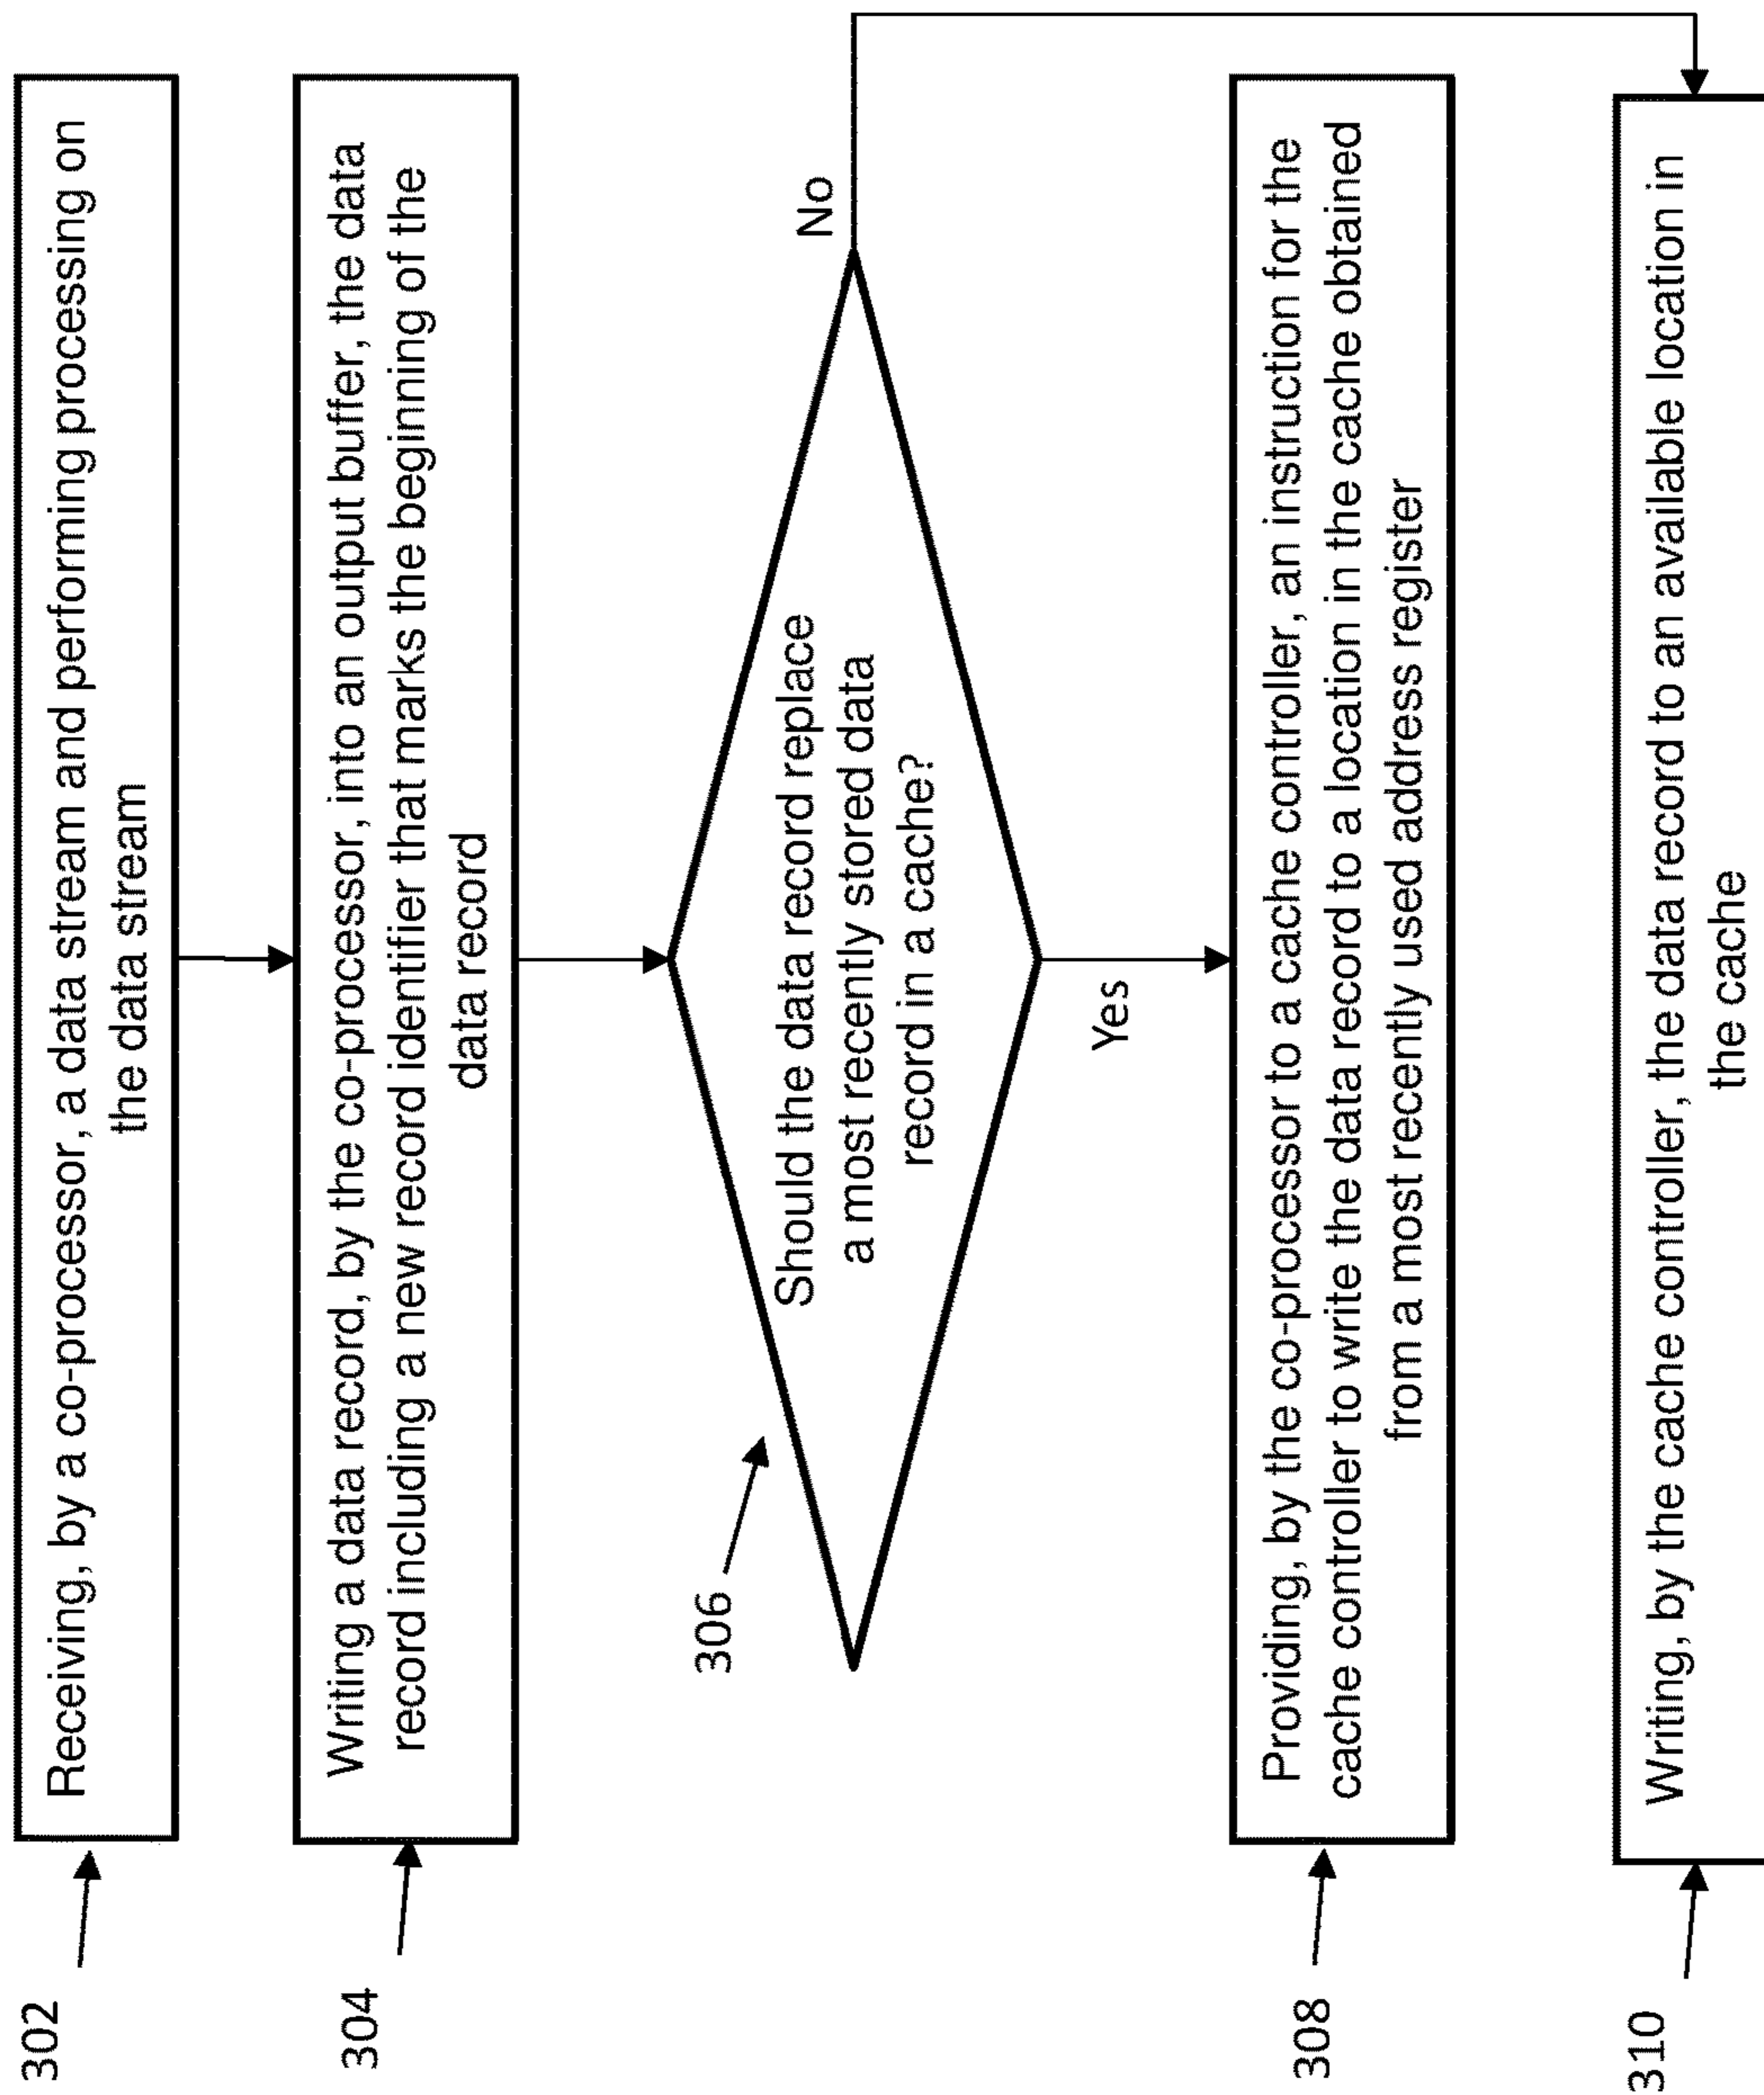 302
Receiving, by a co-processor, a data stream and performing processing on
the data stream
304
Writing a data record, by the co-processor, into an output buffer, the data
record including a new record identifier that marks the beginning of the
data record
306
Should the data record replace
a most recently stored data
record in a cache?
No
Yes
308
Providing, by the co-processor to a cache controller, an instruction for the
cache controller to write the data record to a location in the cache obtained
from a most recently used address register
310
Writing, by the cache controller, the data record to an available location in
the cache